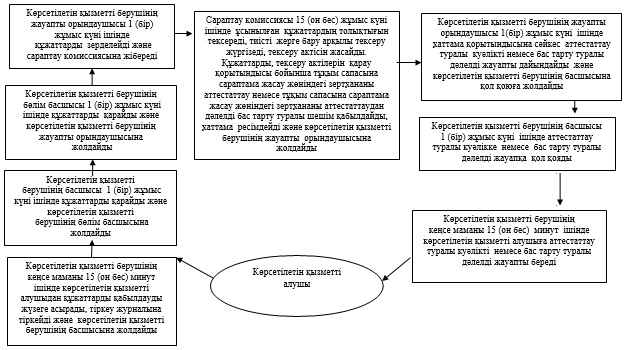 Көрсетілетін қызметті берушінің
жауапты орындаушысы 1 (бір)
жұмыс күні ішінде
құжаттарды зерделейді және
сараптау комиссиясына жібереді
Сараптау комиссиясы 15 (он бес) жұмыс күні
ішінде ұсынылған құжаттардың толықтығын
тексереді, тиісті жерге бару арқылы тексеру
жүргізеді, тексеру актісін жасайды.
Құжаттарды, тексеру актілерін қарау
қорытындысы бойынша тұқым сапасына
сараптама жасау жөніндегі зертхананы
аттестаттау немесе тұқым сапасына сараптама
жасау жөніндегі зертхананы аттестаттаудан
дәлелді бас тарту туралы шешім қабылдайды,
хаттама ресімдейді және көрсетілетін қызметті
берушінің жауапты орындаушысына
жолдайды
Көрсетілетін қызметті берушінің жауапты
орындаушысы 1(бір) жұмыс күні ішінде
хаттама қорытындысына сәйкес аттестаттау
туралы куәлікті немесе бас тарту туралы
дәлелді жауапты дайындайды және
көрсетілетін қызметті берушінің басшысына
қол қоюға жолдайды
Көрсетілетін қызметті берушінің
бөлім басшысы 1 (бір) жұмыс күні
ішінде құжаттарды қарайды және
көрсетілетін қызметті берушінің
жауапты орындаушысына
жолдайды
Көрсетілетін қызметті берушінің басшысы
1 (бір) жұмыс күні ішінде аттестаттау
туралы куәлікке немесе бас тарту туралы
дәлелді жауапқа қол қояды
Көрсетілетін қызметті
берушінің басшысы 1 (бір) жұмыс
күні ішінде құжаттарды қарайды және
көрсетілетін қызметті
берушінің бөлім басшысына
жолдайды
Көрсетілетін қызметті берушінің
кеңсе маманы 15 (он бес) минут ішінде
көрсетілетін қызметті алушыға аттестаттау
туралы куәлікті немесе бас тарту туралы
дәлелді жауапты береді
Көрсетілетін қызметті берушінің
кеңсе маманы 15 (он бес) минут
ішінде көрсетілетін қызметті
алушыдан құжаттарды қабылдауды
жүзеге асырады, тіркеу журналына
тіркейді және көрсетілетін қызметті
берушінің басшысына жолдайды
Көрсетілетін қызметті
алушы